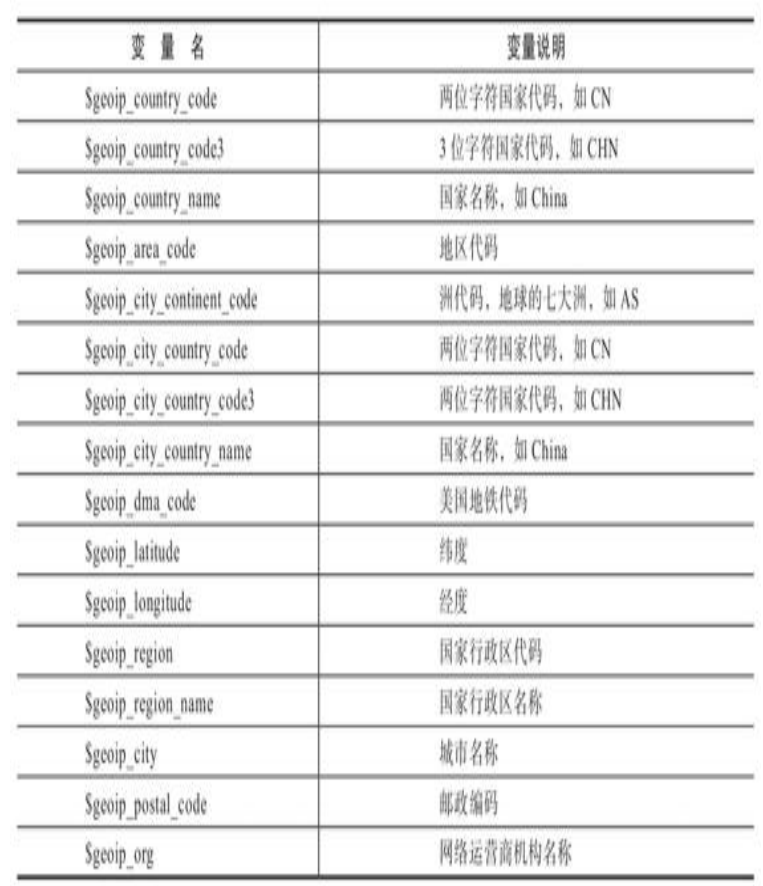 变 量 名 变量说明
$geoip_country_code 两位字符国家代码，如 CN
$geoip_country_code3 3 位字符国家代码，如 CHN
$geoip_country_name 国家名称，如 China
$geoip_area_code 地区代码
$geoip_city_continent_code 洲代码，地球的七大洲，如 AS
$geoip_city_country_code 两位字符国家代码，如 CN
$geoip_city_country_code3 两位字符国家代码，如 CHN
$geoip_city_country_name 国家名称，如 China
$geoip_dma_code 美国地铁代码
$geoip_latitude 纬度
$geoip_longitude 经度
$geoip_region 国家行政区代码
$geoip_region_name 国家行政区名称
$geoip_city 城市名称
$geoip_postal_code 邮政编码
$geoip_org 网络运营商机构名称